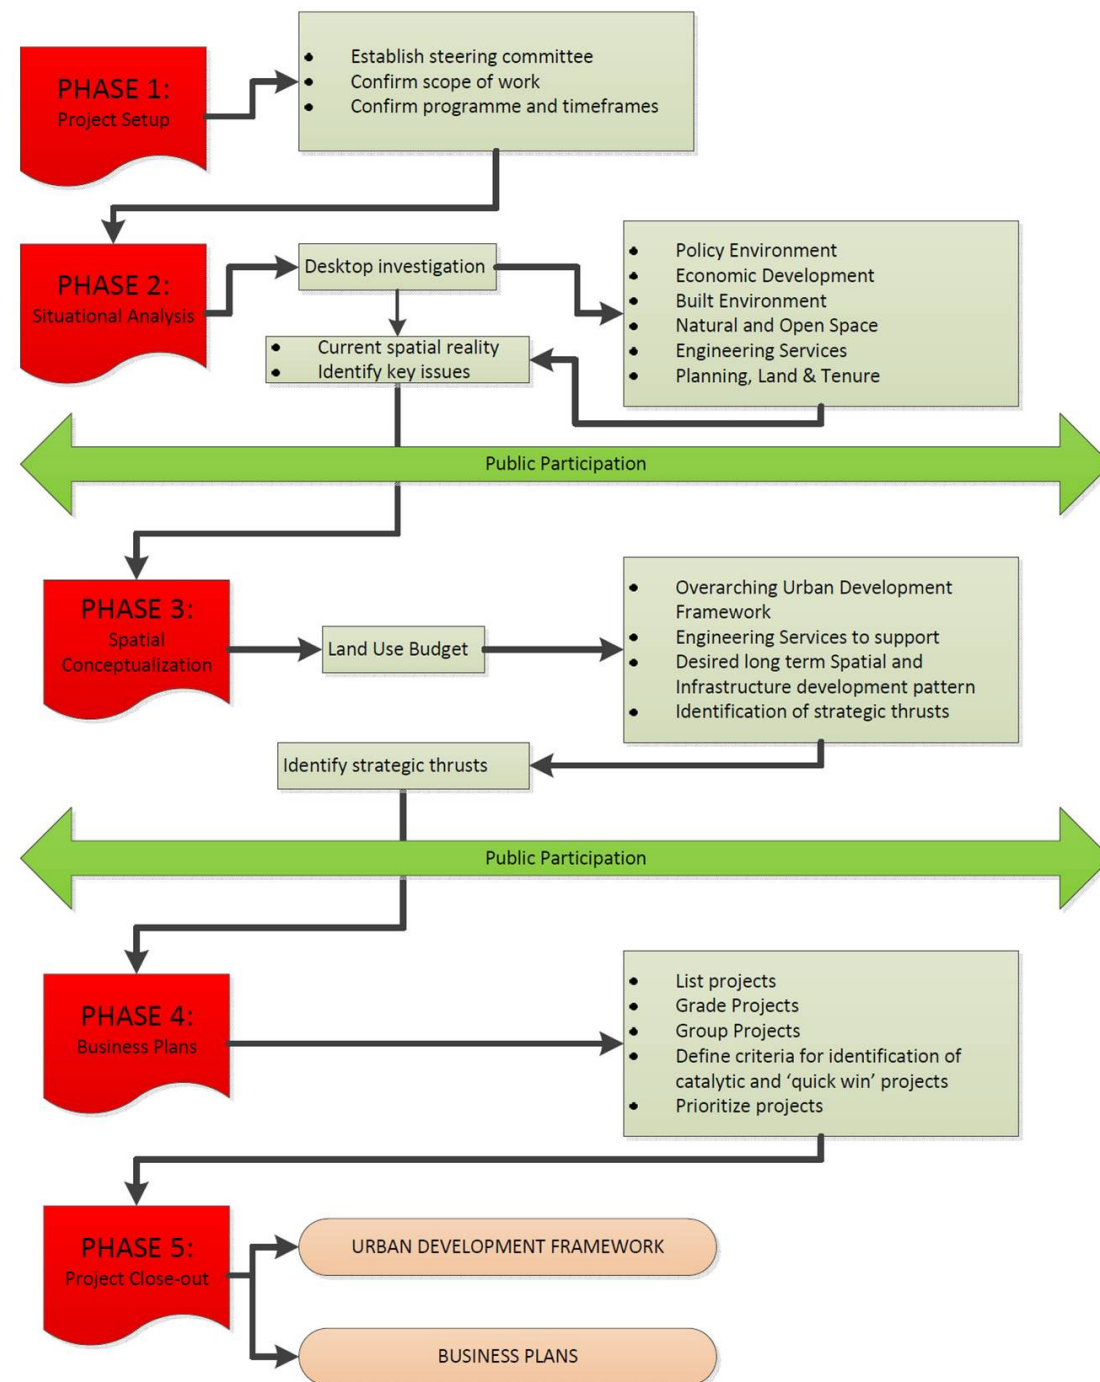 PHASE 1:
Project Setup
• Establish steering committee
• Confirm scope of work
• Confirm programme and timeframes
PHASE 2:
Situational Analysis
Desktop investigation
• Policy Environment
• Economic Development
• Built Environment
• Natural and Open Space
• Engineering Services
• Planning, Land & Tenure
• Current spatial reality
• Identify key issues
Public Participation
PHASE 3:
Spatial
Conceptualization
Land Use Budget
• Overarching Urban Development
Framework
• Engineering Services to support
• Desired long term Spatial and
Infrastructure development pattern
• Identification of strategic thrusts
Identify strategic thrusts
Public Participation
PHASE 4:
Business Plans
• List projects
• Grade Projects
• Group Projects
• Define criteria for identification of
catalytic and ‘quick win’ projects
• Prioritize projects
PHASE 5:
Project Close-out
URBAN DEVELOPMENT FRAMEWORK
BUSINESS PLANS